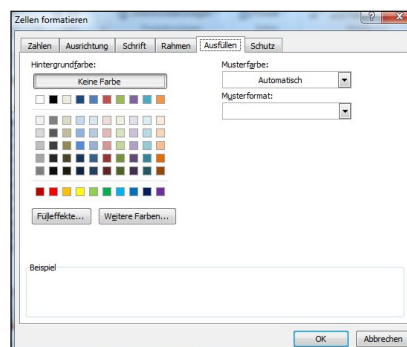 Zellen formatieren
Zahlen Ausrichtung Schrift Rahmen Ausfüllen Schutz
Hintergrundfarbe:
Keine Farbe
Musterfarbe:
Automatisch
Musterformat:
Fülleffekte... Weitere Farben...
Beispiel
OK Abbrechen